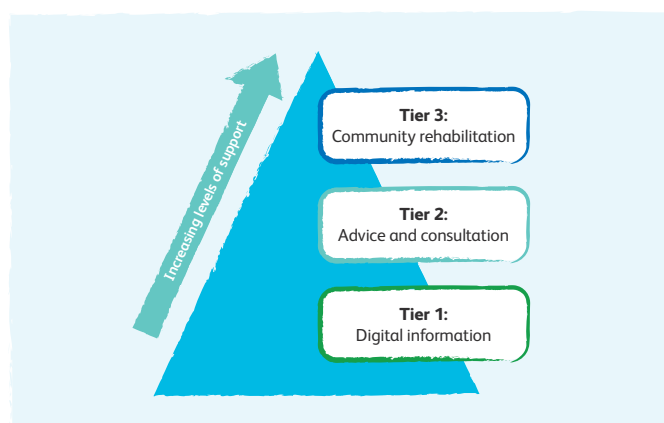 Increasing levels of support
Tier 3:
Community rehabilitation
Tier 2:
Advice and consultation
Tier 1:
Digital information